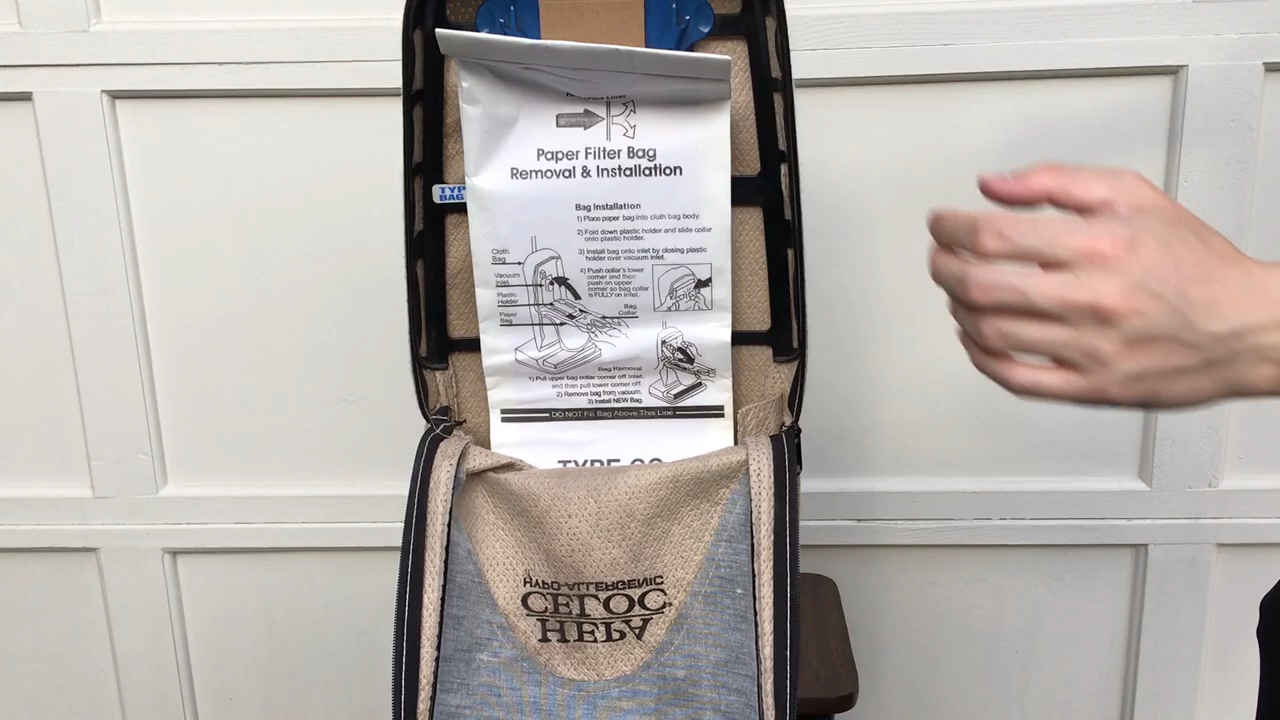 Paper Filter Bag
Removal & Installation
TYP
BAG
Bag Installation
1) Place paper bag into cloth bag body.
2) Fold down plastic holder and slide collar
onto plastic holder.
3) Install bag onto inlet by closing plastic
holder over vacuum inlet.
4) Push collar's lower
corner and then
push on upper
corner so bag collar
is FULLY on inlet.
Cloth
Bag
Vacuum
Inlet
Plastic
Holder
Paper
Bag
Bag
Collar
Bag Removal
1) Pull upper bag collar corner off inlet.
and then pull lower corner off.
2) Remove bag from vacuum.
3) Install NEW Bag.
DO NOT Fill Bag Above This Line
HYPO-ALLERGENIC
CELOC
HEPA